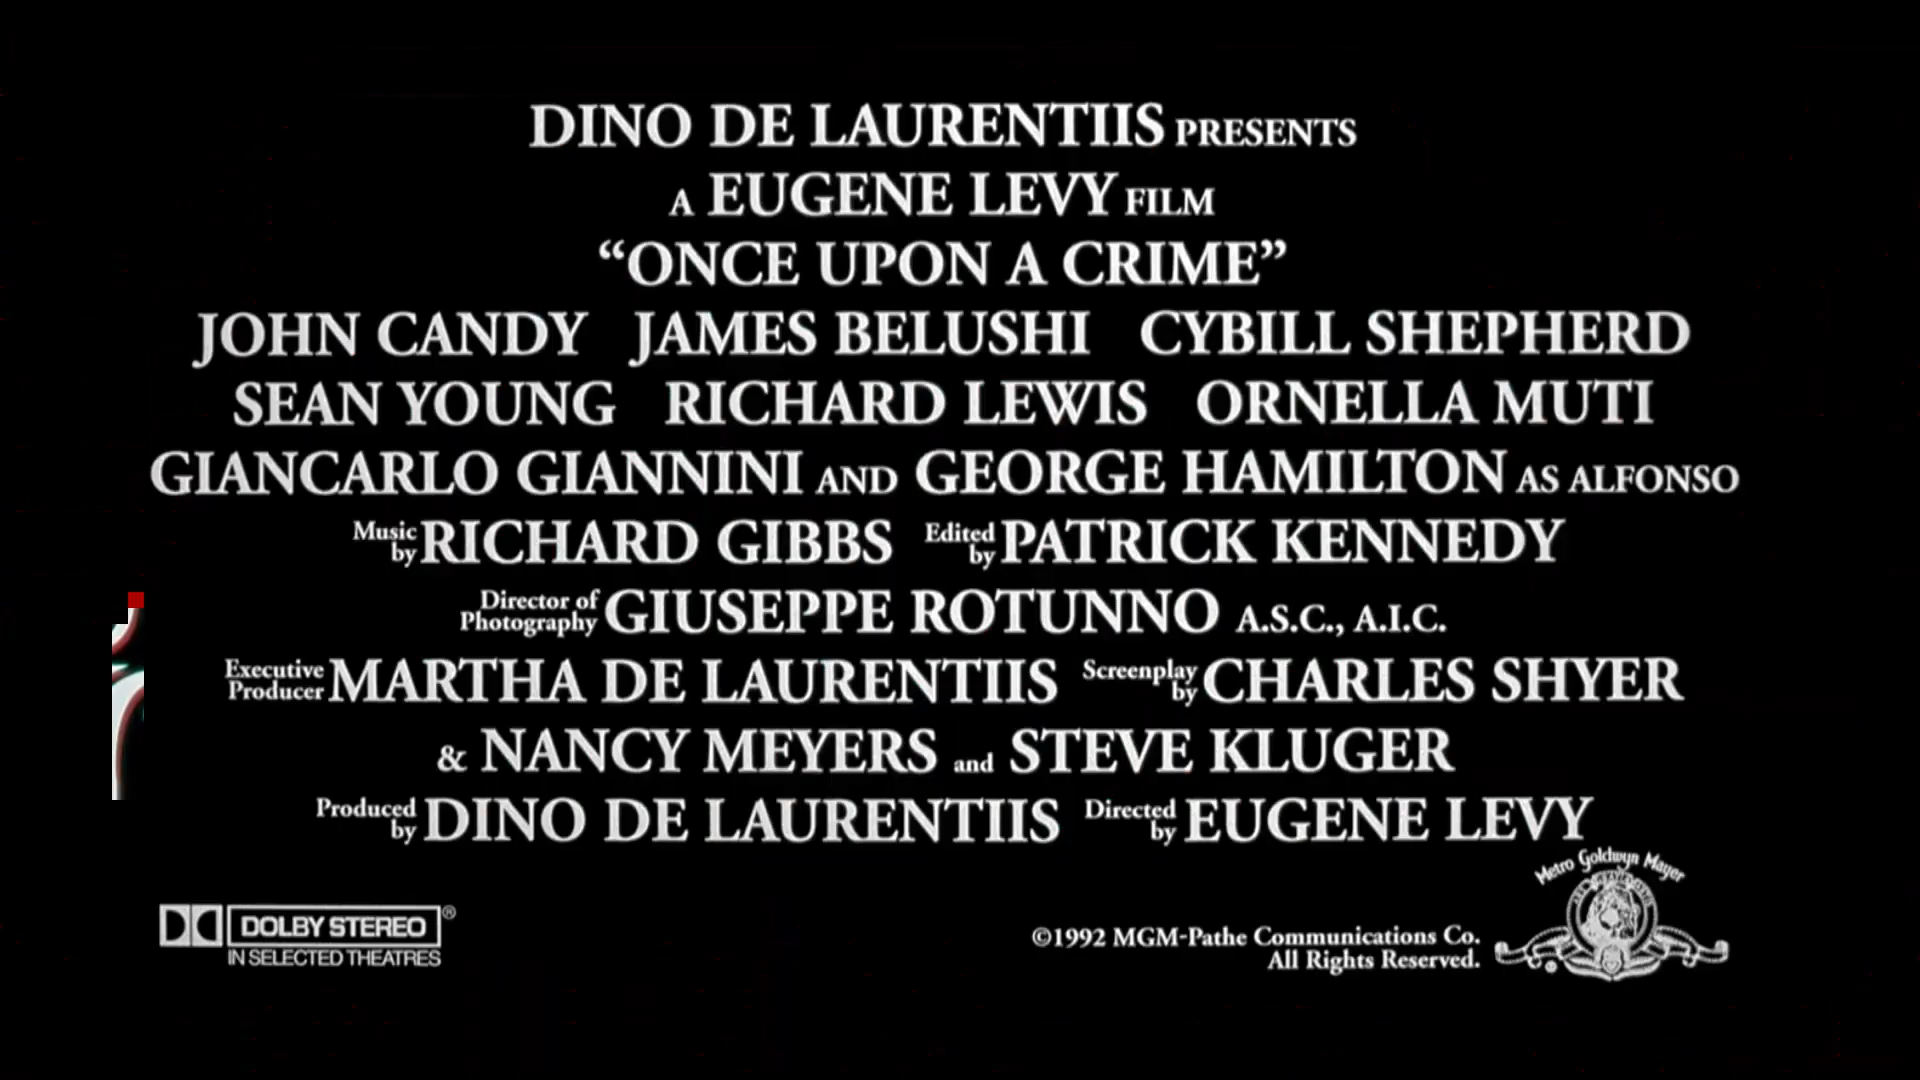 DINO DE LAURENTIIS PRESENTS
A EUGENE LEVY FILM
“ONCE UPON A CRIME”
JOHN CANDY JAMES BELUSHI CYBILL SHEPHERD
SEAN YOUNG RICHARD LEWIS ORNELLA MUTI
GIANCARLO GIANNINI AND GEORGE HAMILTON AS ALFONSO
Music by RICHARD GIBBS Edited by PATRICK KENNEDY
Director of Photography GIUSEPPE ROTUNNO A.S.C., A.I.C.
Executive Producer MARTHA DE LAURENTIIS Screenplay by CHARLES SHYER
& NANCY MEYERS and STEVE KLUGER
Produced by DINO DE LAURENTIIS Directed by EUGENE LEVY
Metro Goldwyn Mayer
DOLBY STEREO®
IN SELECTED THEATRES
©1992 MGM-Pathe Communications Co.
All Rights Reserved.